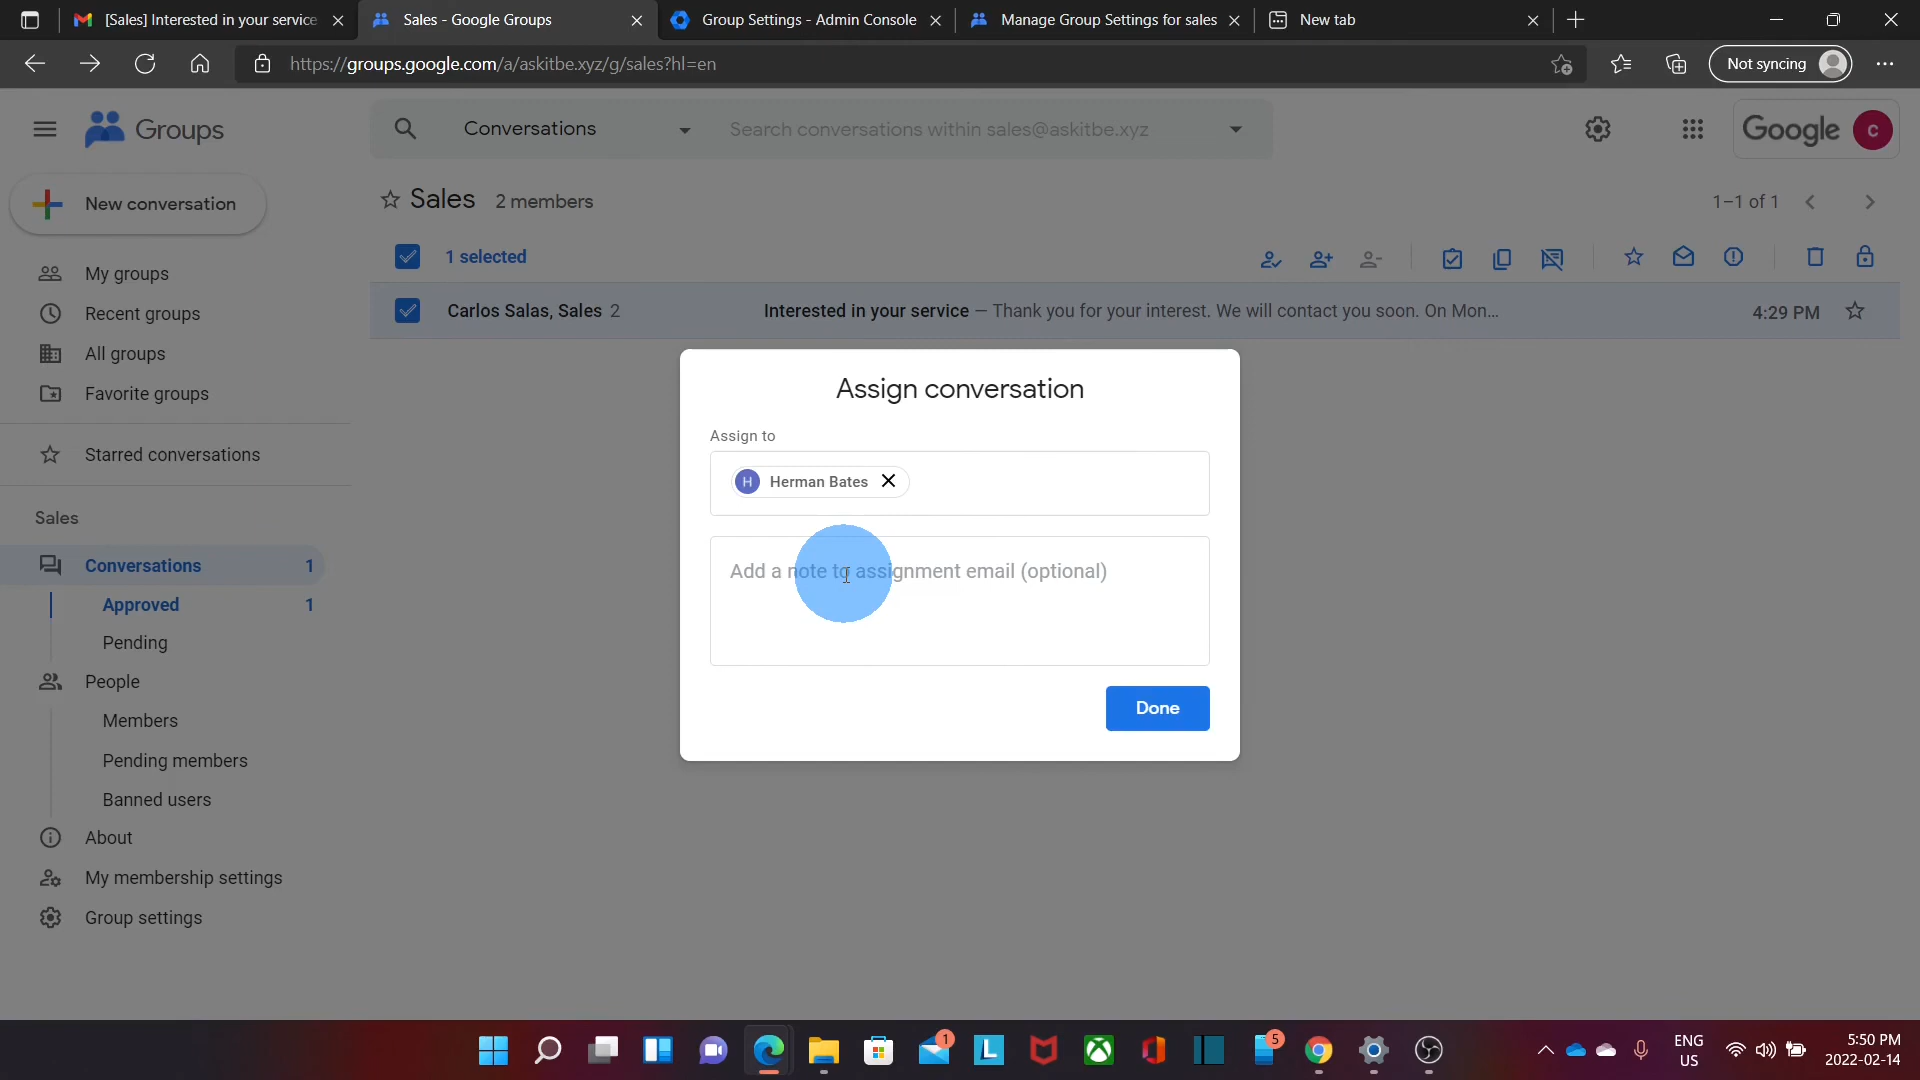 [Sales] Interested in your service
Sales - Google Groups
Group Settings - Admin Console
Manage Group Settings for sales
New tab
https://groups.google.com/a/askitbe.xyz/g/sales?hl=en
Not syncing
Groups
Conversations
Search conversations within sales@askitbe.xyz
Google
C
New conversation
Sales 2 members
1–1 of 1
1 selected
My groups
Recent groups
All groups
Favorite groups
Starred conversations
Carlos Salas, Sales 2
Interested in your service – Thank you for your interest. We will contact you soon. On Mon...
4:29 PM
Assign conversation
Assign to
H
Herman Bates
Add a note to assignment email (optional)
Done
Sales
Conversations 1
Approved 1
Pending
People
Members
Pending members
Banned users
About
My membership settings
Group settings
1
L
5
ENG
US
5:50 PM
2022-02-14